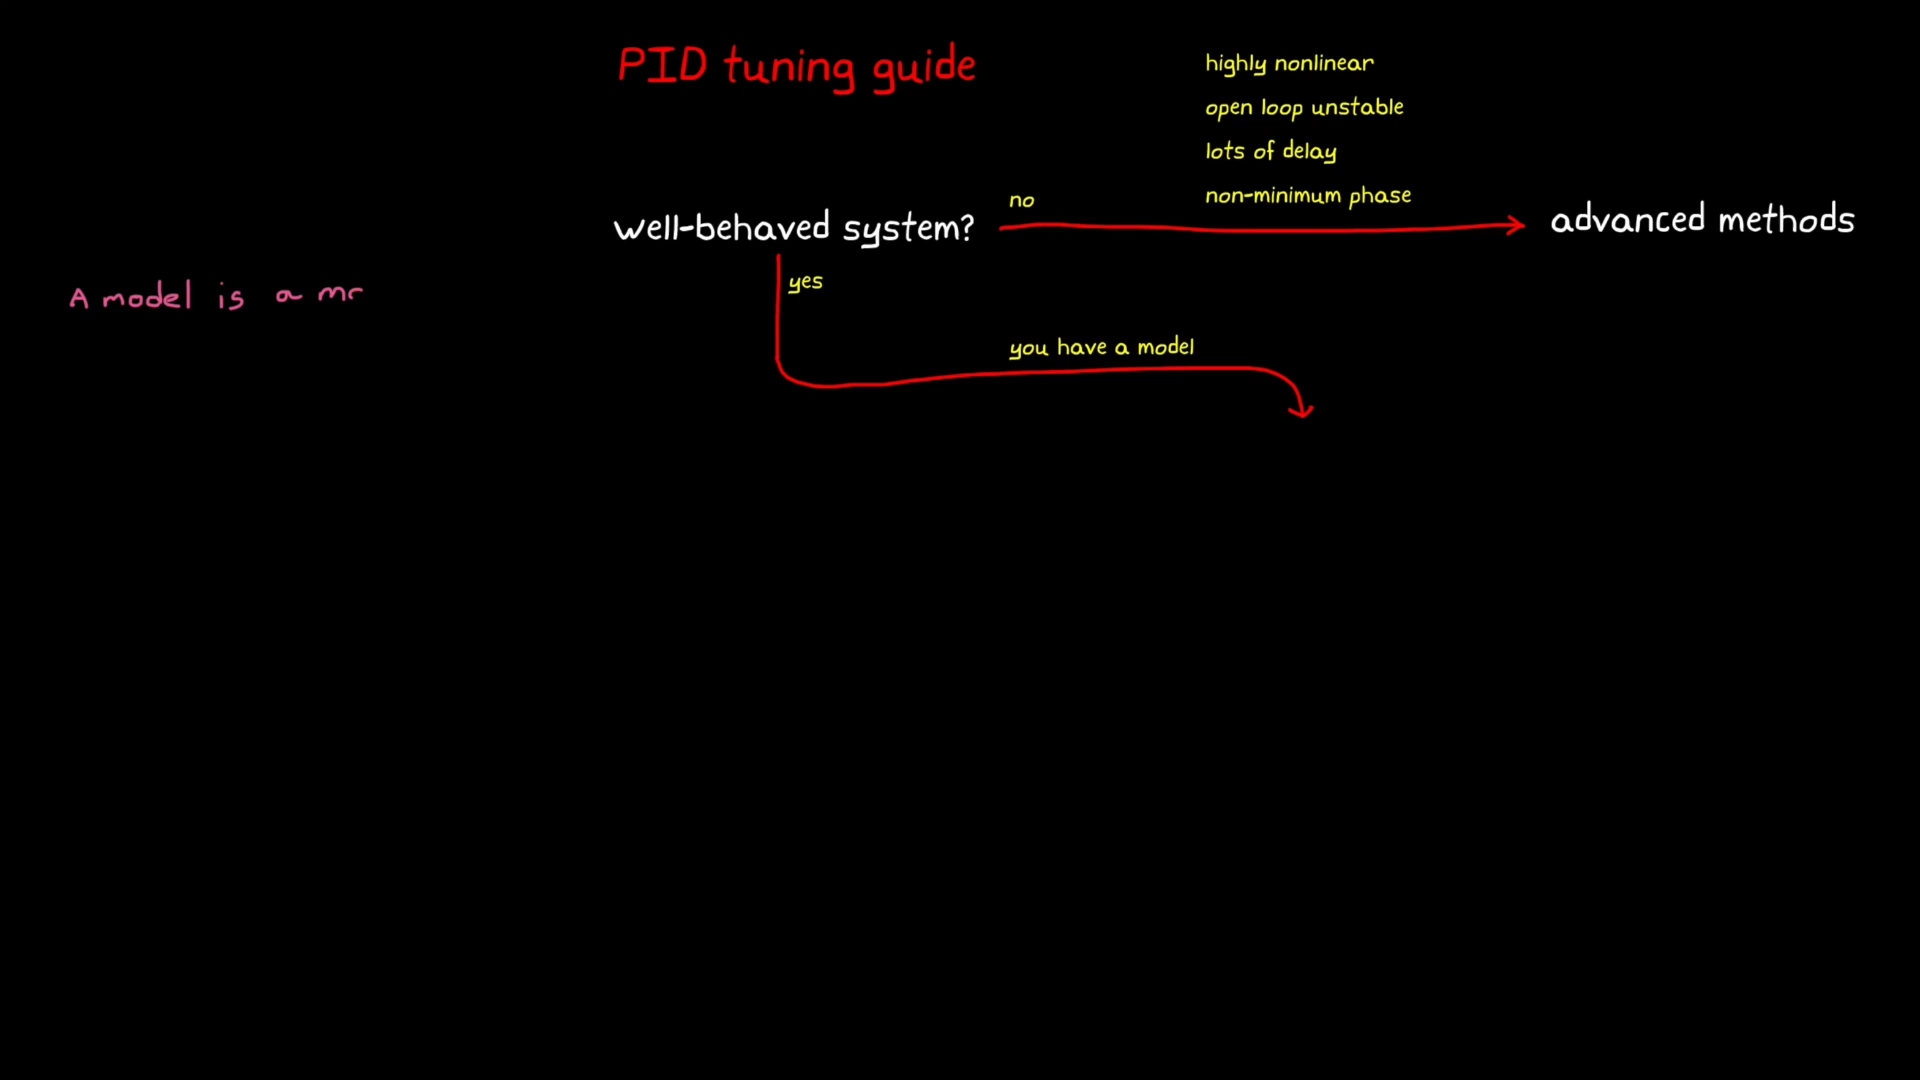 PID tuning guide
highly nonlinear
open loop unstable
lots of delay
non-minimum phase
no
well-behaved system?
advanced methods
yes
A model is a
you have a model